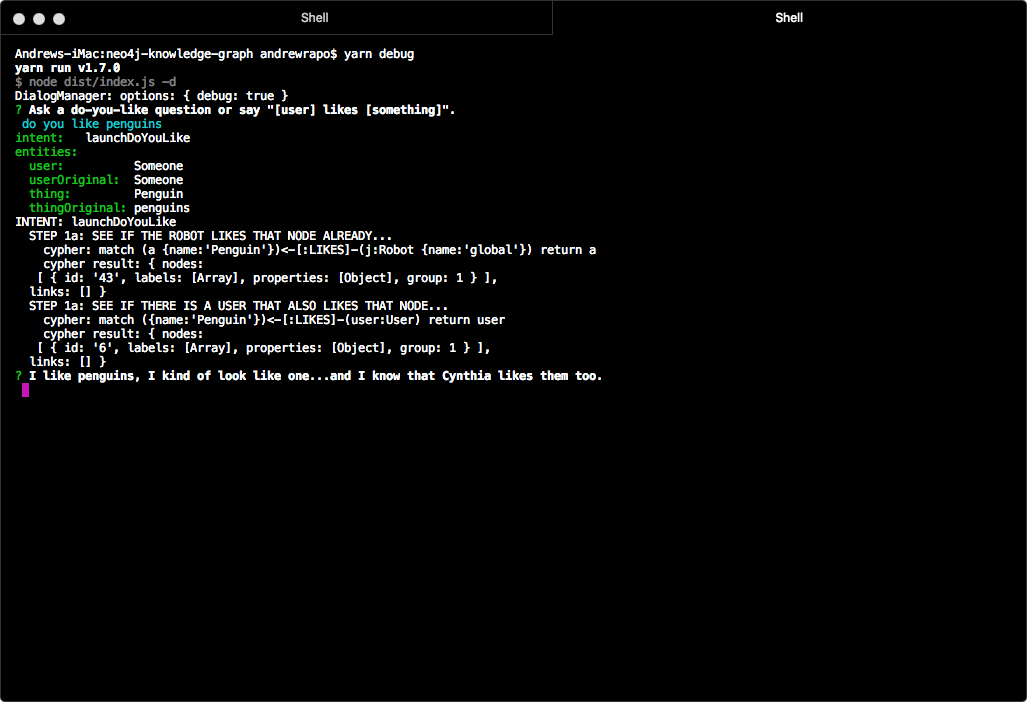 Shell
Shell
Andrews-iMac:neo4j-knowledge-graph andrewrapo$ yarn debug
yarn run v1.7.0
$ node dist/index.js -d
DialogManager: options: { debug: true }
? Ask a do-you-like question or say "[user] likes [something]".
do you like penguins
intent: launchDoYouLike
entities:
user: Someone
userOriginal: Someone
thing: Penguin
thingOriginal: penguins
INTENT: launchDoYouLike
STEP 1a: SEE IF THE ROBOT LIKES THAT NODE ALREADY...
cypher: match (a {name:'Penguin'})<-[:LIKES]-(j:Robot {name:'global'}) return a
cypher result: { nodes:
[ { id: '43', labels: [Array], properties: [Object], group: 1 } ],
links: [] }
STEP 1a: SEE IF THERE IS A USER THAT ALSO LIKES THAT NODE...
cypher: match ({name:'Penguin'})<-[:LIKES]-(user:User) return user
cypher result: { nodes:
[ { id: '6', labels: [Array], properties: [Object], group: 1 } ],
links: [] }
? I like penguins, I kind of look like one...and I know that Cynthia likes them too.